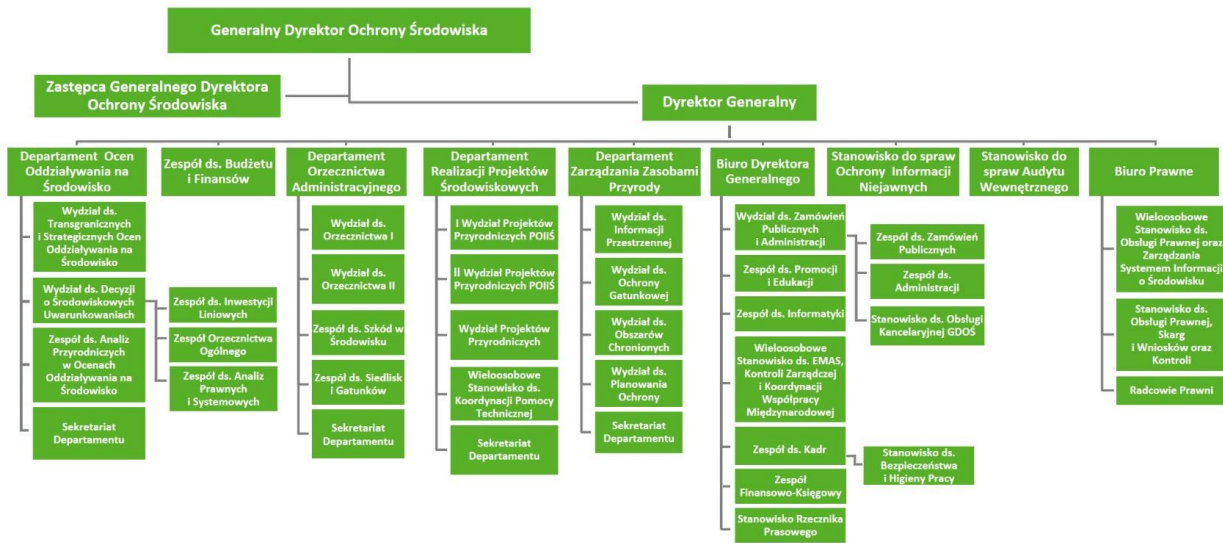 Generalny Dyrektor Ochrony Środowiska
Zastępca Generalnego Dyrektora
Ochrony Środowiska
Dyrektor Generalny
Departament Ocen
Oddziaływania na
Środowisko
Wydział ds.
Transgranicznych
i Strategicznych Ocen
Oddziaływania na
Środowisko
Wydział ds. Decyzji
o Środowiskowych
Uwarunkowaniach
Zespół ds. Inwestycji
Liniowych
Zespół Orzecznictwa
Ogólnego
Zespół ds. Analiz
Prawnych
i Systemowych
Zespół ds. Analiz
Przyrodniczych
w Ocenach
Oddziaływania na
Środowisko
Sekretariat
Departamentu
Zespół ds. Budżetu
i Finansów
Departament
Orzecznictwa
Administracyjnego
Wydział ds.
Orzecznictwa I
Wydział ds.
Orzecznictwa II
Zespół ds. Szkód w
Środowisku
Zespół ds. Siedlisk
i Gatunków
Sekretariat
Departamentu
Departament
Realizacji Projektów
Środowiskowych
I Wydział Projektów
Przyrodniczych POIiŚ
II Wydział Projektów
Przyrodniczych POIiŚ
Wydział Projektów
Przyrodniczych
Wieloosobowe
Stanowisko ds.
Koordynacji Pomocy
Technicznej
Sekretariat
Departamentu
Departament
Zarządzania Zasobami
Przyrody
Wydział ds.
Informacji
Przestrzennej
Wydział ds.
Ochrony
Gatunkowej
Wydział ds.
Obszarów
Chronionych
Wydział ds.
Planowania
Ochrony
Sekretariat
Departamentu
Biuro Dyrektora
Generalnego
Wydział ds. Zamówień
Publicznych
i Administracji
Zespół ds. Zamówień
Publicznych
Zespół ds.
Administracji
Stanowisko ds. Obsługi
Kancelaryjnej GDOŚ
Zespół ds. Promocji
i Edukacji
Zespół ds. Informatyki
Wieloosobowe
Stanowisko ds. EMAS,
Kontroli Zarządczej
i Koordynacji
Współpracy
Międzynarodowej
Zespół ds. Kadr
Stanowisko ds.
Bezpieczeństwa
i Higieny Pracy
Zespół
Finansowo-Księgowy
Stanowisko Rzecznika
Prasowego
Stanowisko do spraw
Ochrony Informacji
Niejawnych
Stanowisko do
spraw Audytu
Wewnętrznego
Biuro Prawne
Wieloosobowe
Stanowisko ds.
Obsługi Prawnej oraz
Zarządzania
Systemem Informacji
o Środowisku
Stanowisko ds.
Obsługi Prawnej,
Skarg
i Wniosków oraz
Kontroli
Radcowie Prawni